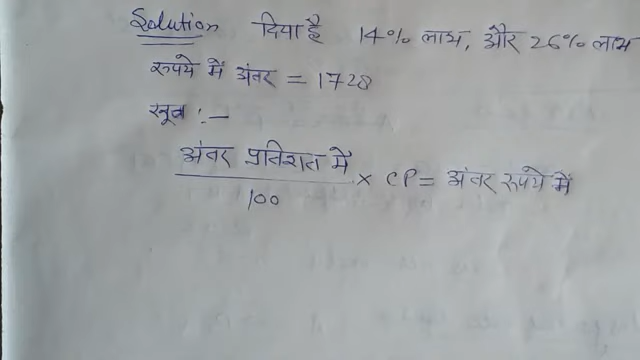 Solution दिया है 14% लाभ, और 26% लाभ
रुपये में अंतर = 1728
सूत्र :—
अंतर प्रतिशत में
/100 × CP = अंतर रुपये में